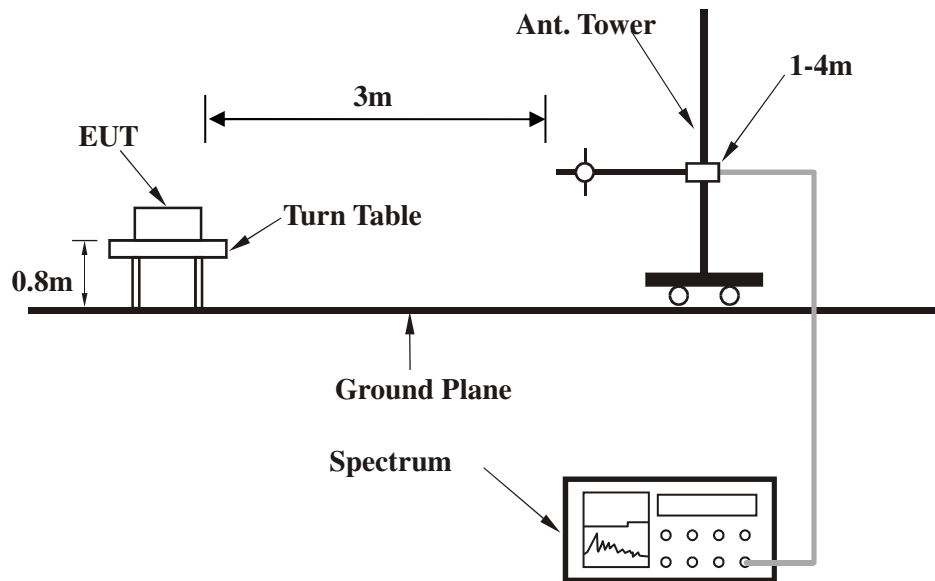 Ant. Tower
1-4m
3m
EUT
Turn Table
0.8m
Ground Plane
Spectrum